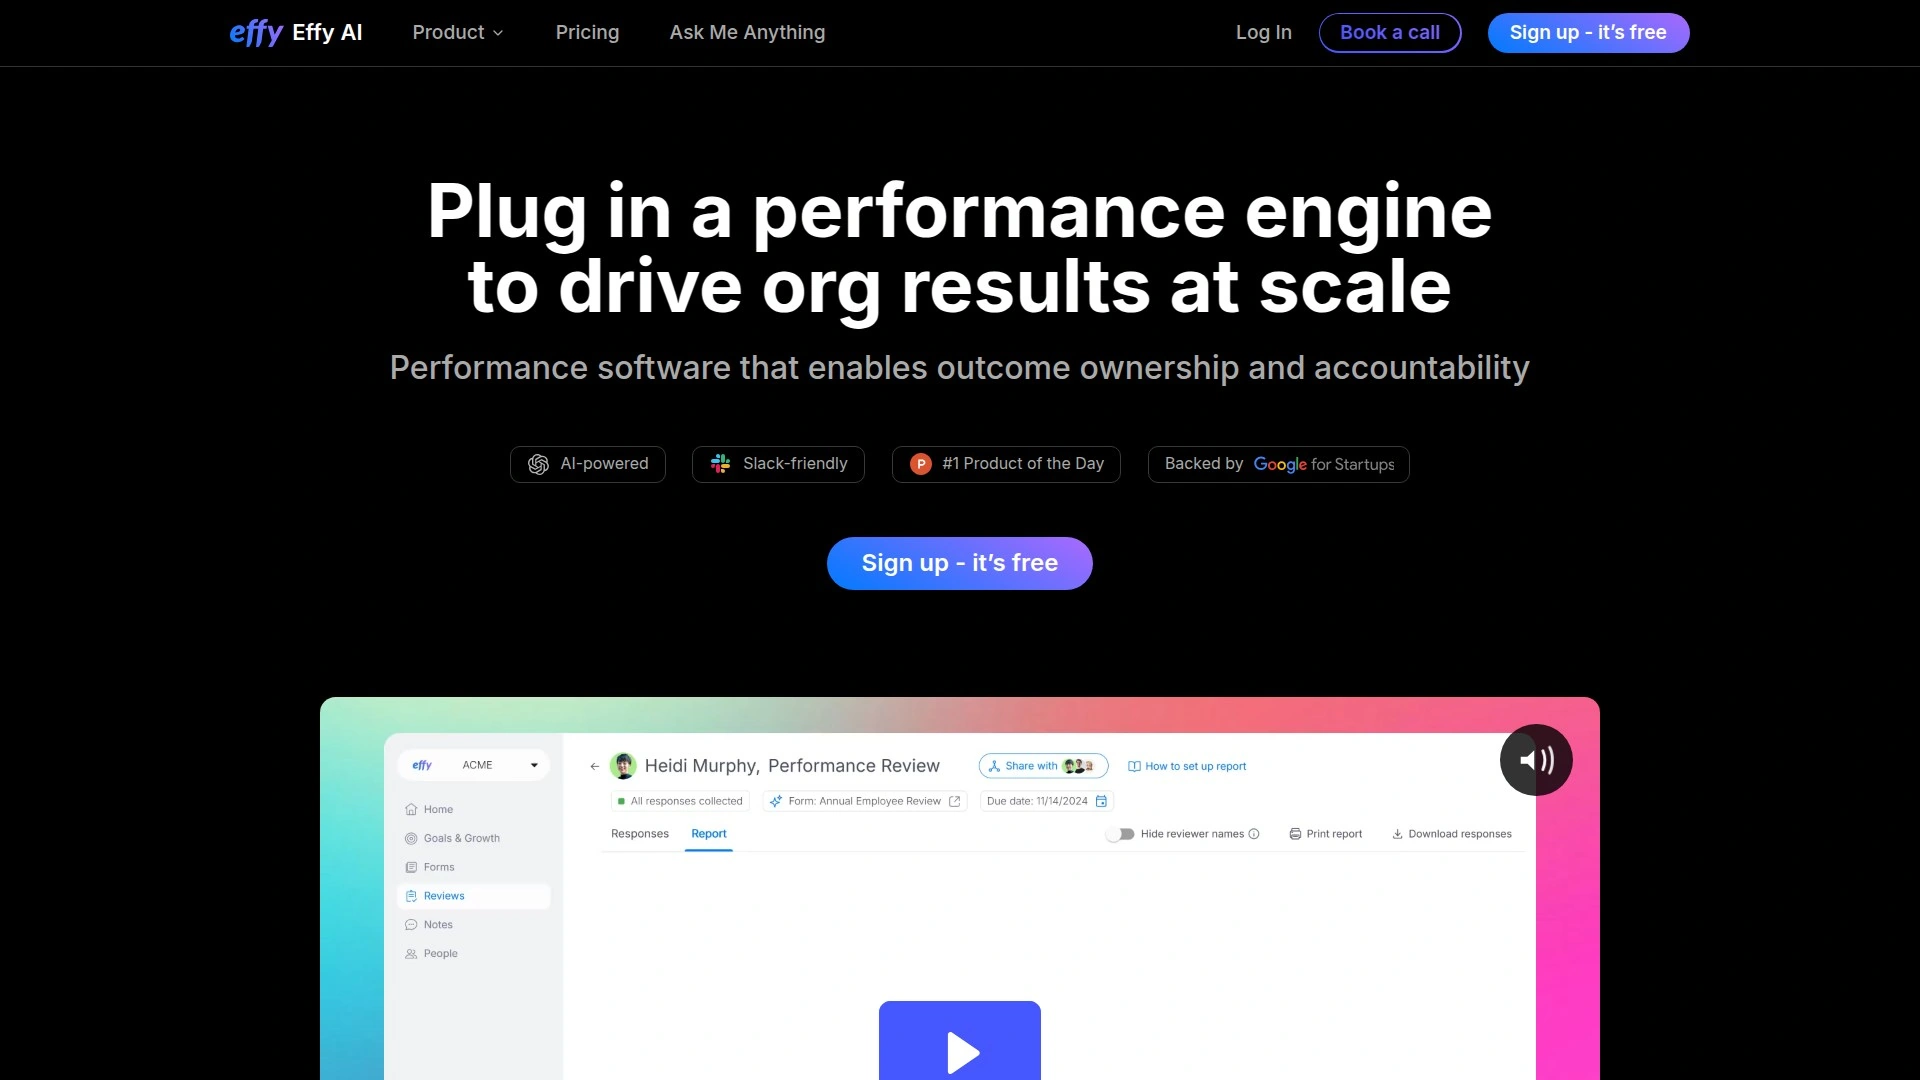 effy Effy AI
Product
Pricing
Ask Me Anything
Log In
Book a call
Sign up - it’s free
Plug in a performance engine
to drive org results at scale
Performance software that enables outcome ownership and accountability
AI-powered
Slack-friendly
P #1 Product of the Day
Backed by Google for Startups
Sign up - it’s free
effy ACME
Home
Goals & Growth
Forms
Reviews
Notes
People
Heidi Murphy, Performance Review
Share with
How to set up report
All responses collected
Form: Annual Employee Review
Due date: 11/14/2024
Responses
Report
Hide reviewer names
Print report
Download responses